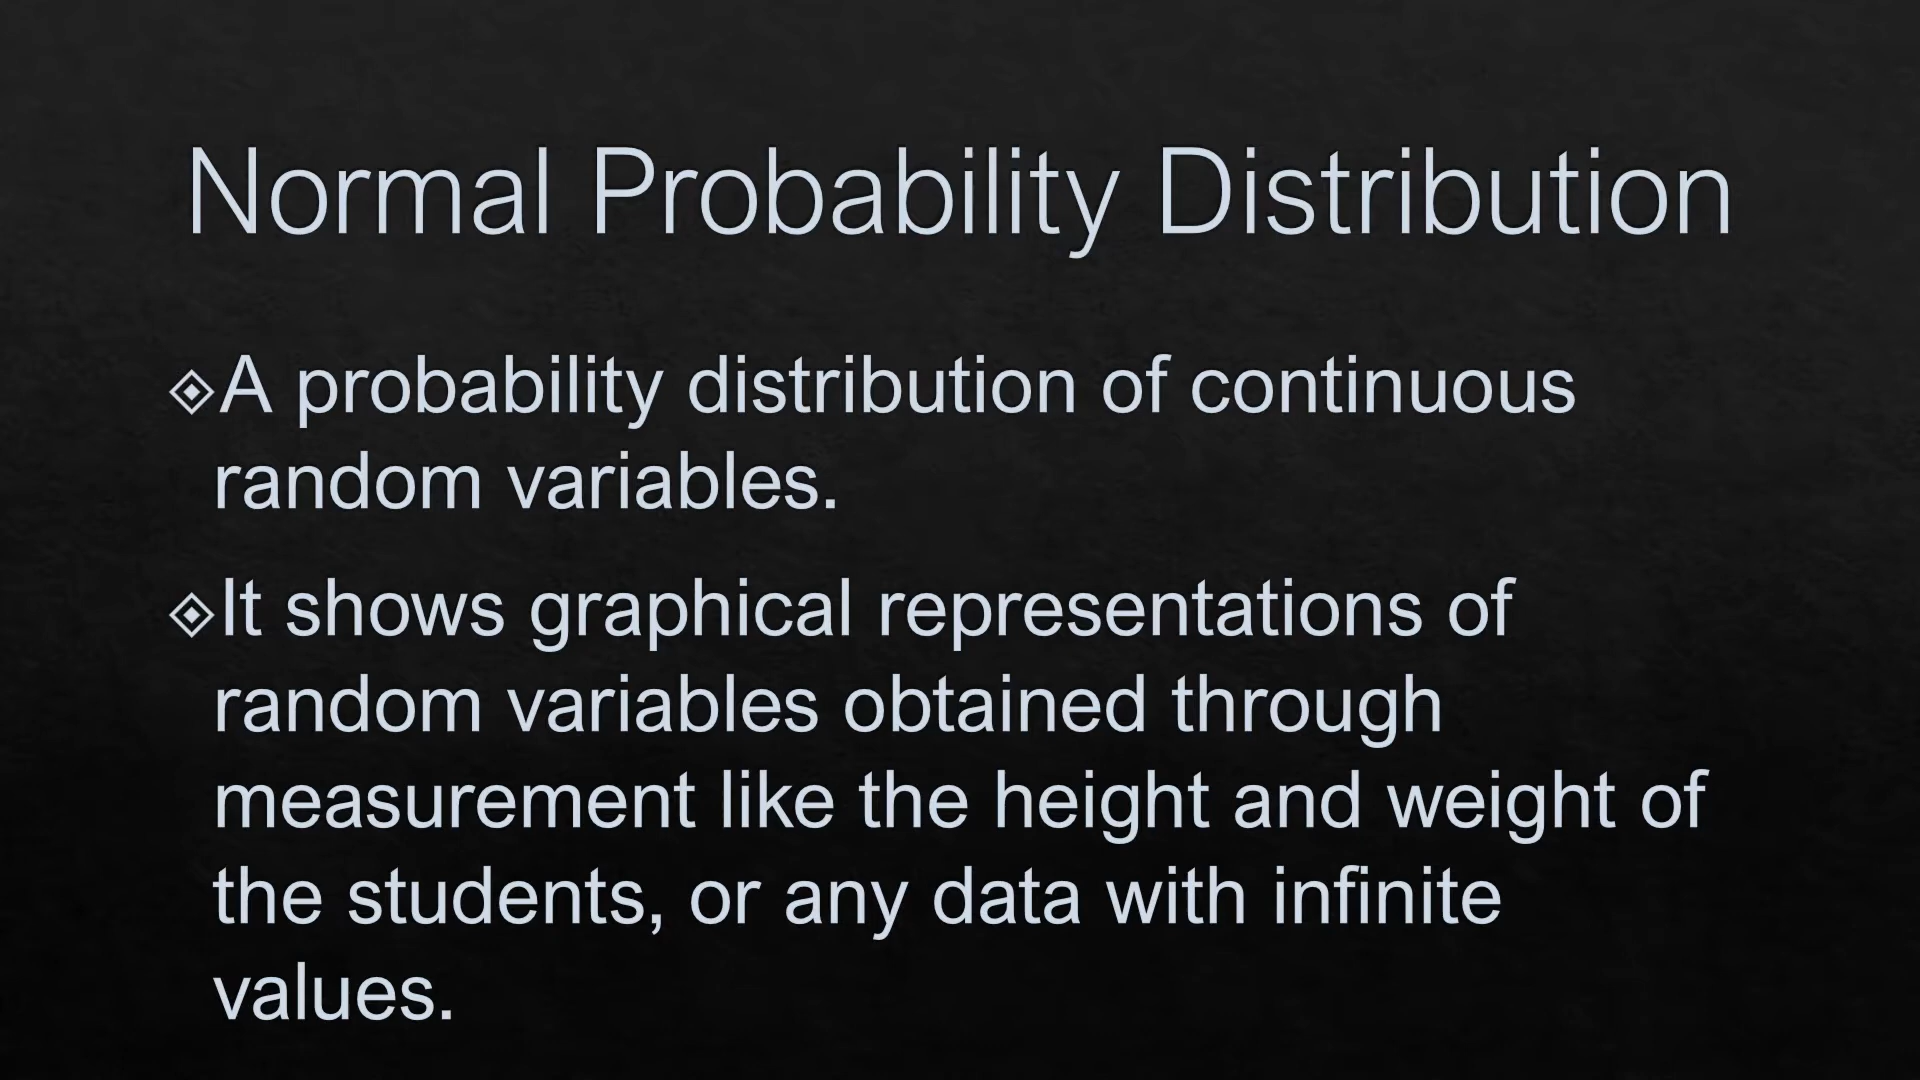 Normal Probability Distribution
A probability distribution of continuous
random variables.
It shows graphical representations of
random variables obtained through
measurement like the height and weight of
the students, or any data with infinite
values.